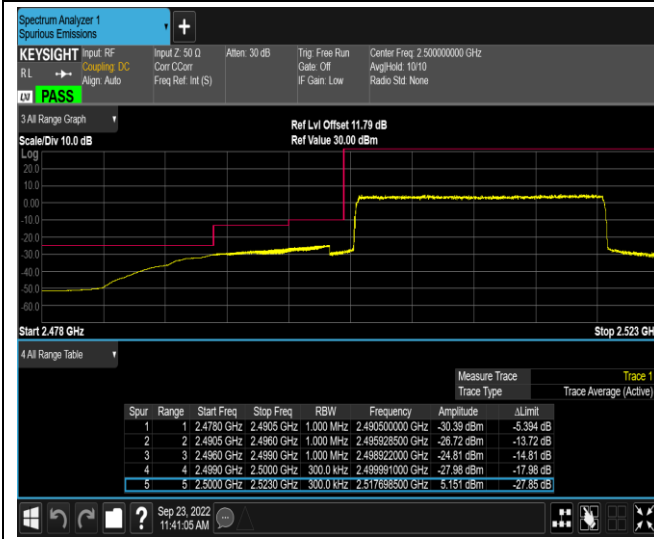 Spectrum Analyzer 1
Spurious Emissions
+
KEYSIGHT Input: RF Input Z: 50 Ω Atten: 30 dB Trig: Free Run Center Freq: 2.500000000 GHz
R L Coupling: DC Corr CCorr Gate: Off Avg|Hold: 10/10
Align: Auto Freq Ref: Int (S) IF Gain: Low Radio Std: None
LXI PASS
3 All Range Graph
Ref Lvl Offset 11.79 dB
Scale/Div 10.0 dB Ref Value 30.00 dBm
Log
20.0
10.0
0.00
-10.0
-20.0
-30.0
-40.0
-50.0
-60.0
Start 2.478 GHz Stop 2.523 GH
4 All Range Table
Measure Trace Trace 1
Trace Type Trace Average (Active)
Spur Range Start Freq Stop Freq RBW Frequency Amplitude ΔLimit
1 1 2.4780 GHz 2.4905 GHz 1.000 MHz 2.490500000 GHz -30.39 dBm -5.394 dB
2 2 2.4905 GHz 2.4960 GHz 1.000 MHz 2.495928500 GHz -26.72 dBm -13.72 dB
3 3 2.4960 GHz 2.4990 GHz 1.000 MHz 2.498922000 GHz -24.81 dBm -14.81 dB
4 4 2.4990 GHz 2.5000 GHz 300.0 kHz 2.499991000 GHz -27.98 dBm -17.98 dB
5 5 2.5000 GHz 2.5230 GHz 300.0 kHz 2.517698500 GHz 5.151 dBm -27.85 dB
? Sep 23, 2022
11:41:05 AM